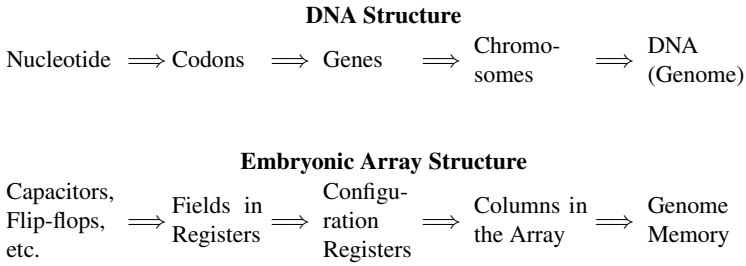 DNA Structure
Nucleotide ⟹ Codons ⟹ Genes ⟹ Chromo-
somes ⟹ DNA
(Genome)
Embryonic Array Structure
Capacitors,
Flip-flops,
etc. ⟹ Fields in
Registers ⟹ Configu-
ration
Registers ⟹ Columns in
the Array ⟹ Genome
Memory